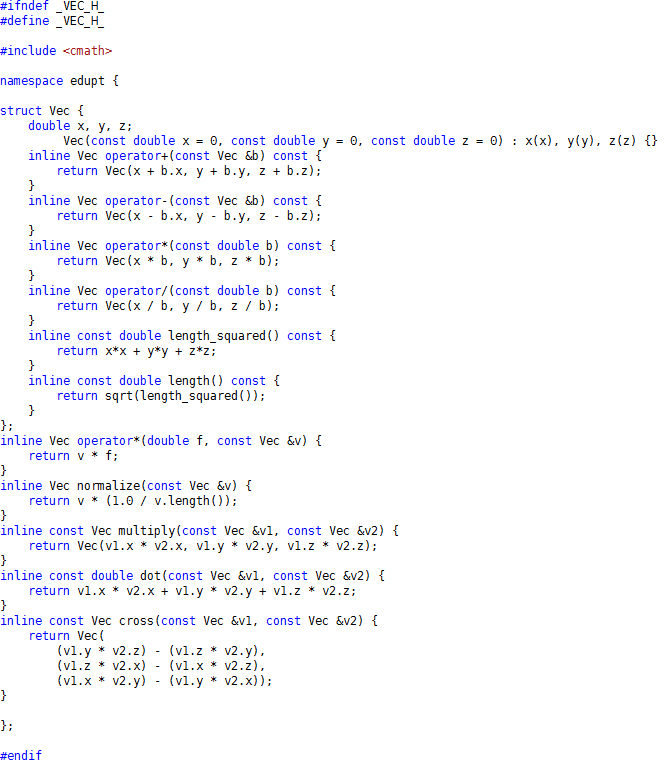 #ifndef _VEC_H_
#define _VEC_H_

#include <cmath>

namespace edupt {

struct Vec {
    double x, y, z;
         Vec(const double x = 0, const double y = 0, const double z = 0) : x(x), y(y), z(z) {}
    inline Vec operator+(const Vec &b) const {
        return Vec(x + b.x, y + b.y, z + b.z);
    }
    inline Vec operator-(const Vec &b) const {
        return Vec(x - b.x, y - b.y, z - b.z);
    }
    inline Vec operator*(const double b) const {
        return Vec(x * b, y * b, z * b);
    }
    inline Vec operator/(const double b) const {
        return Vec(x / b, y / b, z / b);
    }
    inline const double length_squared() const {
        return x*x + y*y + z*z;
    }
    inline const double length() const {
        return sqrt(length_squared());
    }
};
inline Vec operator*(double f, const Vec &v) {
    return v * f;
}
inline Vec normalize(const Vec &v) {
    return v * (1.0 / v.length());
}
inline const Vec multiply(const Vec &v1, const Vec &v2) {
    return Vec(v1.x * v2.x, v1.y * v2.y, v1.z * v2.z);
}
inline const double dot(const Vec &v1, const Vec &v2) {
    return v1.x * v2.x + v1.y * v2.y + v1.z * v2.z;
}
inline const Vec cross(const Vec &v1, const Vec &v2) {
    return Vec(
        (v1.y * v2.z) - (v1.z * v2.y),
        (v1.z * v2.x) - (v1.x * v2.z),
        (v1.x * v2.y) - (v1.y * v2.x));
}

};

#endif